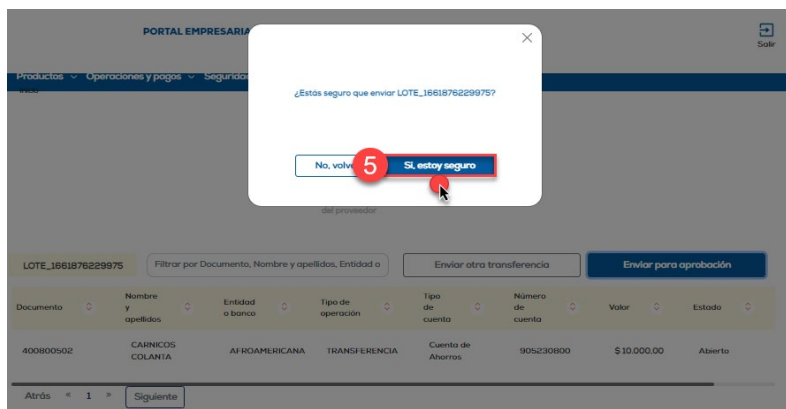 PORTAL EMPRESARIA
Salir
Productos Operaciones y pagos Seguridad
¿Estás seguro que enviar LOTE_1661876229975?
No, volve
5
Sí, estoy seguro
del proveedor
LOTE_1661876229975
Filtrar por Documento, Nombre y apellidos, Entidad o
Enviar otra transferencia
Enviar para aprobación
Documento
Nombre
y
apellidos
Entidad
o banco
Tipo de
operación
Tipo
de
cuenta
Número
de
cuenta
Valor
Estado
400800502
CARNICOS
COLANTA
AFROAMERICANA
TRANSFERENCIA
Cuenta de
Ahorros
905230800
$ 10.000,00
Abierto
Atrás « 1 » Siguiente